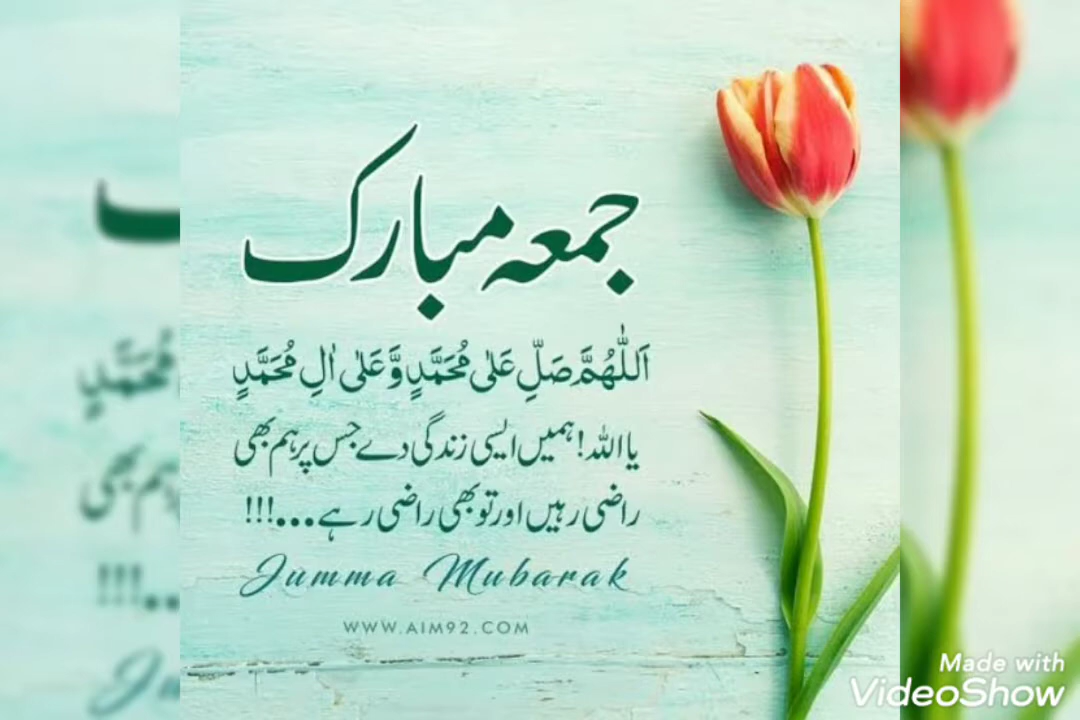 جمعہ مبارک
اَللّٰهُمَّ صَلِّ عَلٰى مُحَمَّدٍ وَّعَلٰى اٰلِ مُحَمَّدٍ
یا اللہ! ہمیں ایسی زندگی دے جس پر ہم بھی
راضی رہیں اور تو بھی راضی رہے...!!!
Jumma Mubarak
WWW.AIM92.COM
Made with
VideoShow